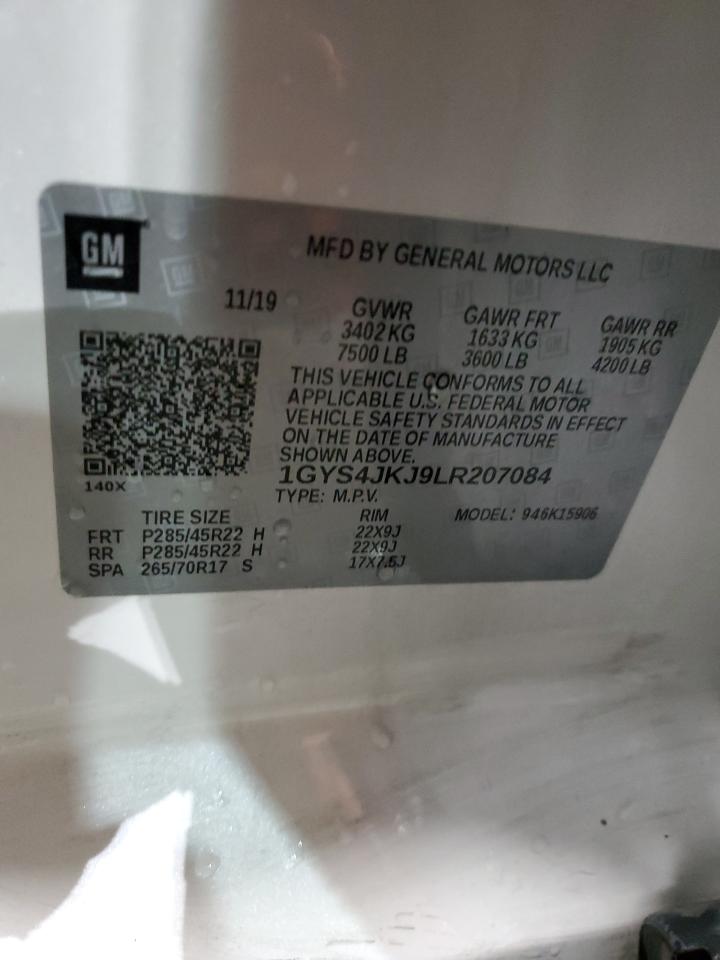 GM
MFD BY GENERAL MOTORS LLC
11/19
GVWR GAWR FRT GAWR RR
3402 KG 1633 KG 1905 KG
7500 LB 3600 LB 4200 LB
THIS VEHICLE CONFORMS TO ALL
APPLICABLE U.S. FEDERAL MOTOR
VEHICLE SAFETY STANDARDS IN EFFECT
ON THE DATE OF MANUFACTURE
SHOWN ABOVE.
140X
1GYS4JKJ9LR207084
TYPE: M.P.V.
TIRE SIZE RIM MODEL: 946K15906
FRT P285/45R22 H 22X9J
RR P285/45R22 H 22X9J
SPA 265/70R17 S 17X7.5J